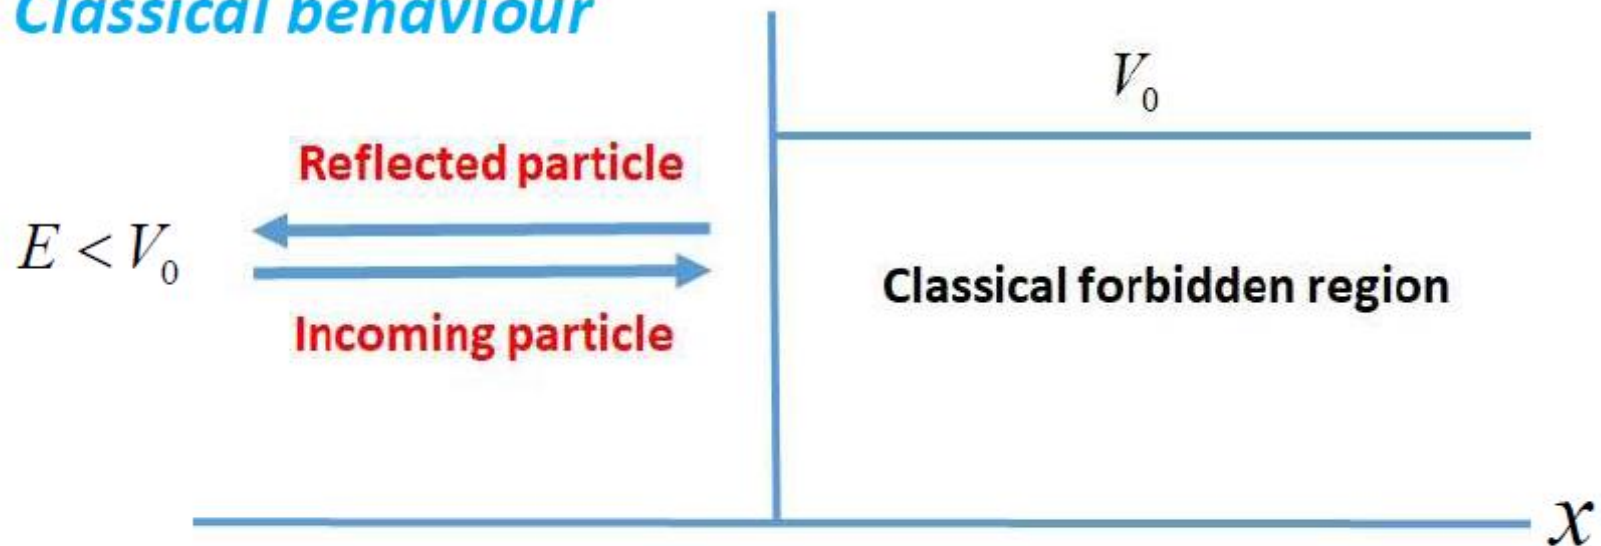 Classical behaviour
V₀
Reflected particle
E < V₀
Classical forbidden region
Incoming particle
x